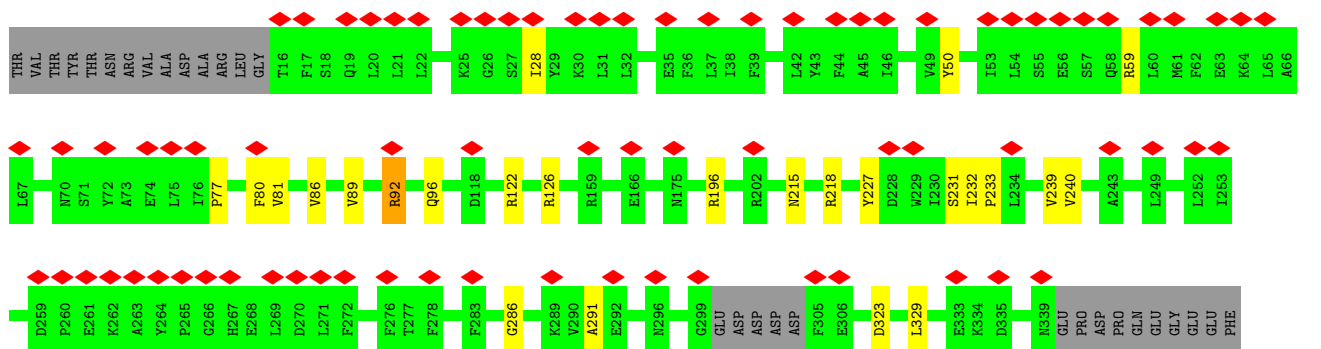 THR VAL THR TYR THR ASN ARG VAL ALA ASP ALA ARG LEU GLY T16 F17 S18 Q19 L20 L21 L22 K25 G26 S27 I28 Y29 K30 L31 L32 E35 F36 L37 I38 F39 L42 Y43 F44 A45 I46 V49 Y50 I53 L54 S55 E56 S57 Q58 R59 L60 M61 F62 E63 K64 L65 A66
L67 N70 S71 Y72 A73 E74 L75 I76 P77 F80 V81 V86 V89 R92 Q96 D118 R122 R126 R159 E166 N175 R196 R202 N215 R218 Y227 D228 W229 I230 S231 I232 P233 L234 V239 V240 A243 L249 L252 I253
D259 P260 E261 K262 A263 Y264 P265 G266 H267 E268 L269 D270 L271 F272 F276 T277 F278 F283 G286 K289 V290 A291 E292 N296 G299 GLU ASP ASP ASP ASP F305 E306 D323 L329 E333 K334 D335 N339 GLU PRO ASP PRO GLN GLU GLY GLU GLU PHE